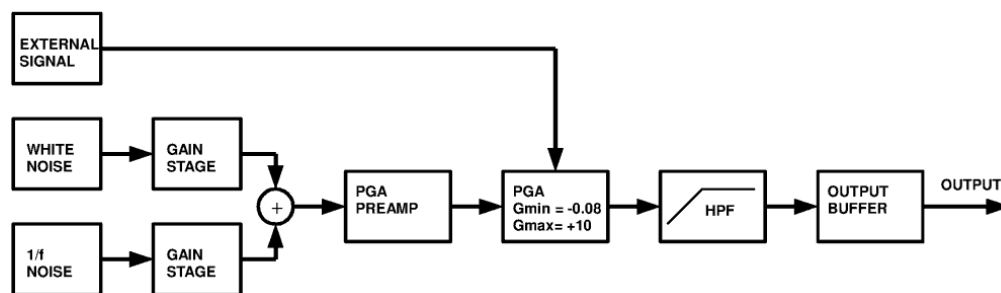 EXTERNAL
SIGNAL
WHITE
NOISE
GAIN
STAGE
1/f
NOISE
GAIN
STAGE
+
PGA
PREAMP
PGA
Gmin = -0.08
Gmax= +10
HPF
OUTPUT
BUFFER
OUTPUT